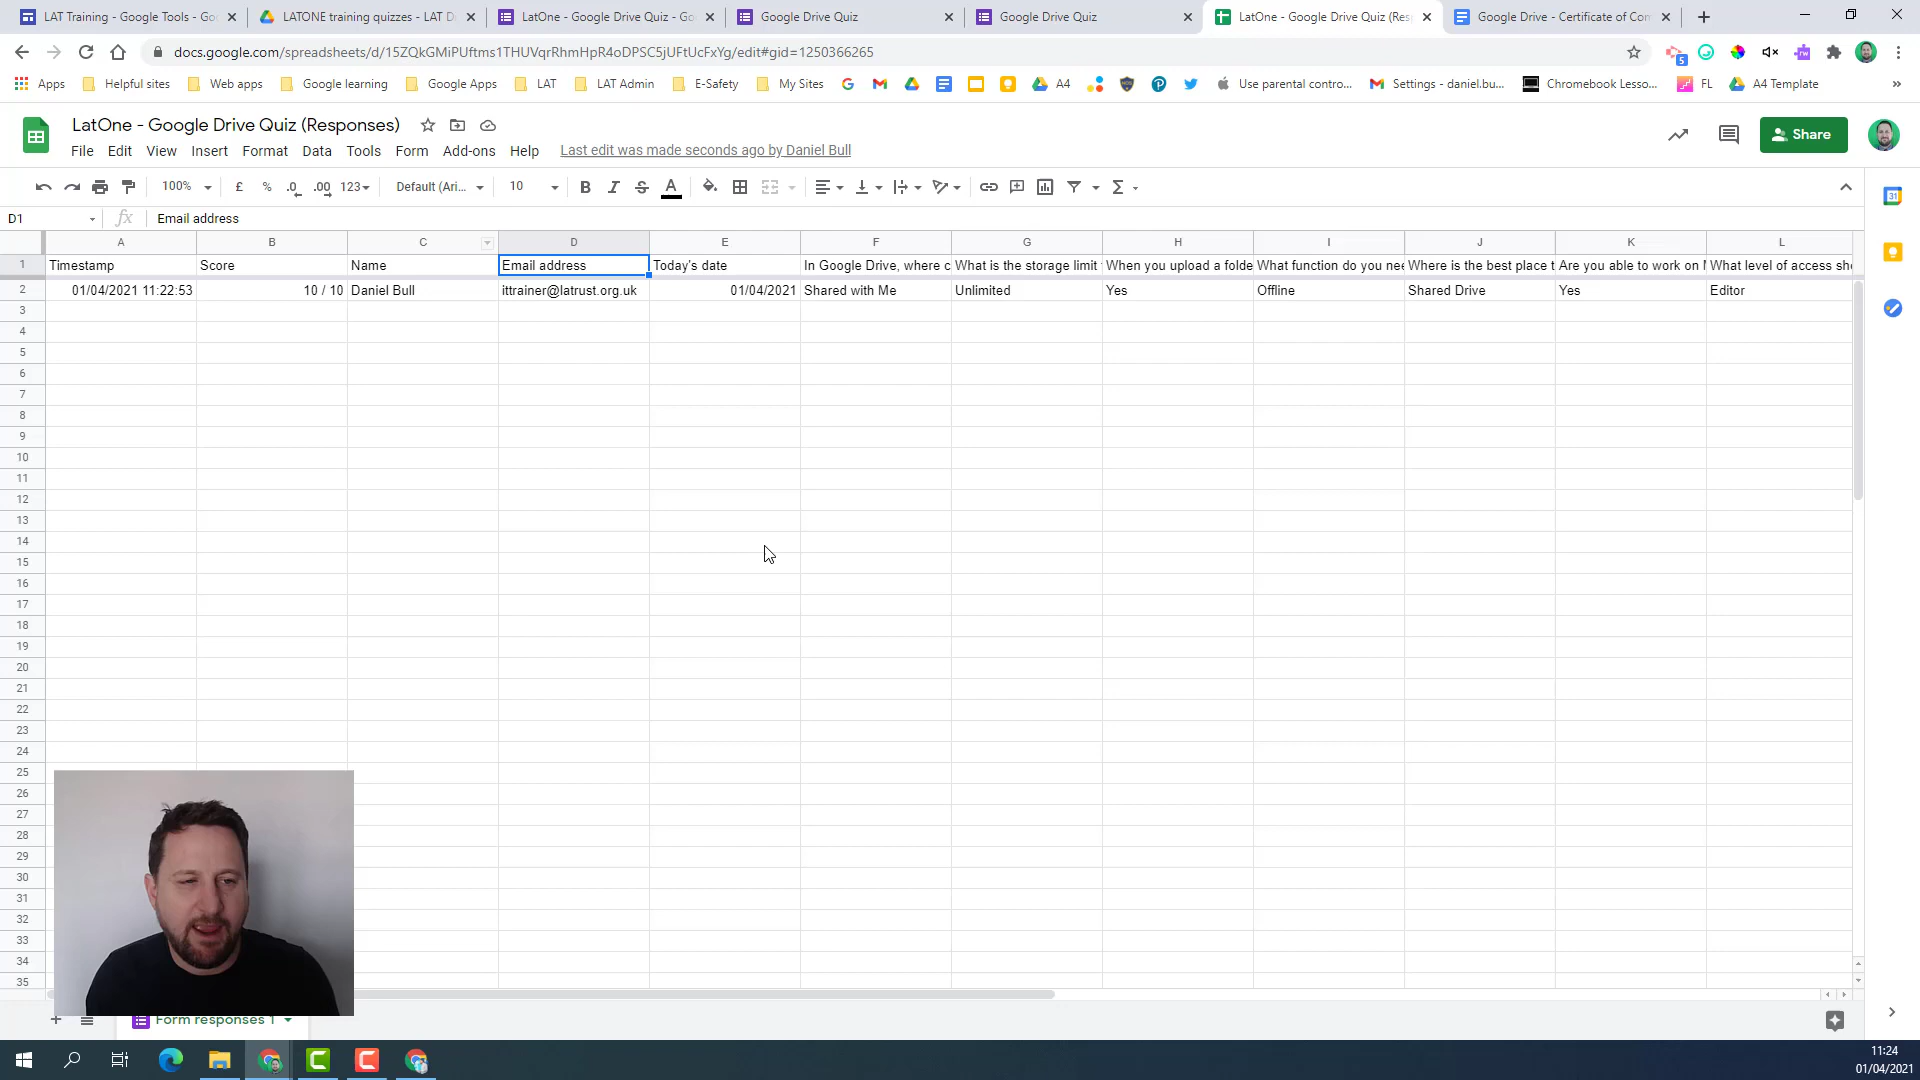 LAT Training - Google Tools - Go
LATONE training quizzes - LAT D
LatOne - Google Drive Quiz - Go
Google Drive Quiz
Google Drive Quiz
LatOne - Google Drive Quiz (Res
Google Drive - Certificate of Con
docs.google.com/spreadsheets/d/15ZQkGMiPUftms1THUVqrRhmHpR4oDPSC5jUFtUcFxYg/edit#gid=1250366265
5
Apps
Helpful sites
Web apps
Google learning
Google Apps
LAT
LAT Admin
E-Safety
My Sites
A4
Use parental contro...
Settings - daniel.bu...
Chromebook Lesso...
FL
A4 Template
LatOne - Google Drive Quiz (Responses)
File Edit View Insert Format Data Tools Form Add-ons Help
Last edit was made seconds ago by Daniel Bull
Share
100% £ % .0 .00 123 Default (Ari... 10 B I S A
D1 fx Email address
A B C D E F G H I J K L
1 Timestamp Score Name Email address Today's date In Google Drive, where c What is the storage limit When you upload a folde What function do you nee Where is the best place t Are you able to work on M What level of access sho
2 01/04/2021 11:22:53 10 / 10 Daniel Bull ittrainer@latrust.org.uk 01/04/2021 Shared with Me Unlimited Yes Offline Shared Drive Yes Editor
3
4
5
6
7
8
9
10
11
12
13
14
15
16
17
18
19
20
21
22
23
24
25
26
27
28
29
30
31
32
33
34
35
31
Form responses 1
11:24
01/04/2021